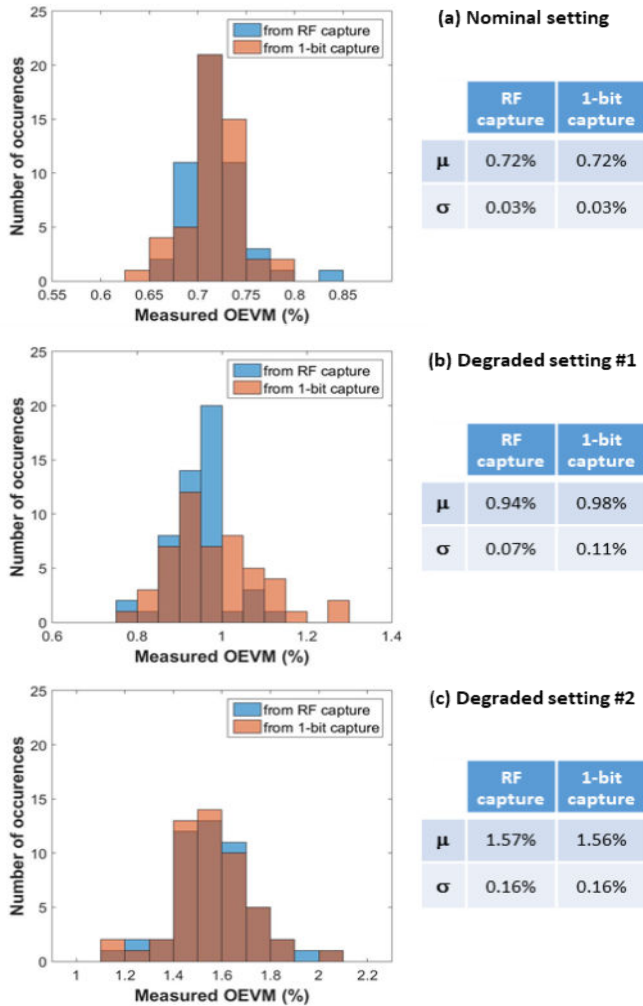 (a) Nominal setting
25
20
15
10
5
0
Number of occurences
from RF capture
from 1-bit capture
0.55 0.6 0.65 0.7 0.75 0.8 0.85
Measured OEVM (%)
RF capture 1-bit capture
μ 0.72% 0.72%
σ 0.03% 0.03%
(b) Degraded setting #1
25
20
15
10
5
0
Number of occurences
from RF capture
from 1-bit capture
0.6 0.8 1 1.2 1.4
Measured OEVM (%)
RF capture 1-bit capture
μ 0.94% 0.98%
σ 0.07% 0.11%
(c) Degraded setting #2
25
20
15
10
5
0
Number of occurences
from RF capture
from 1-bit capture
1 1.2 1.4 1.6 1.8 2 2.2
Measured OEVM (%)
RF capture 1-bit capture
μ 1.57% 1.56%
σ 0.16% 0.16%